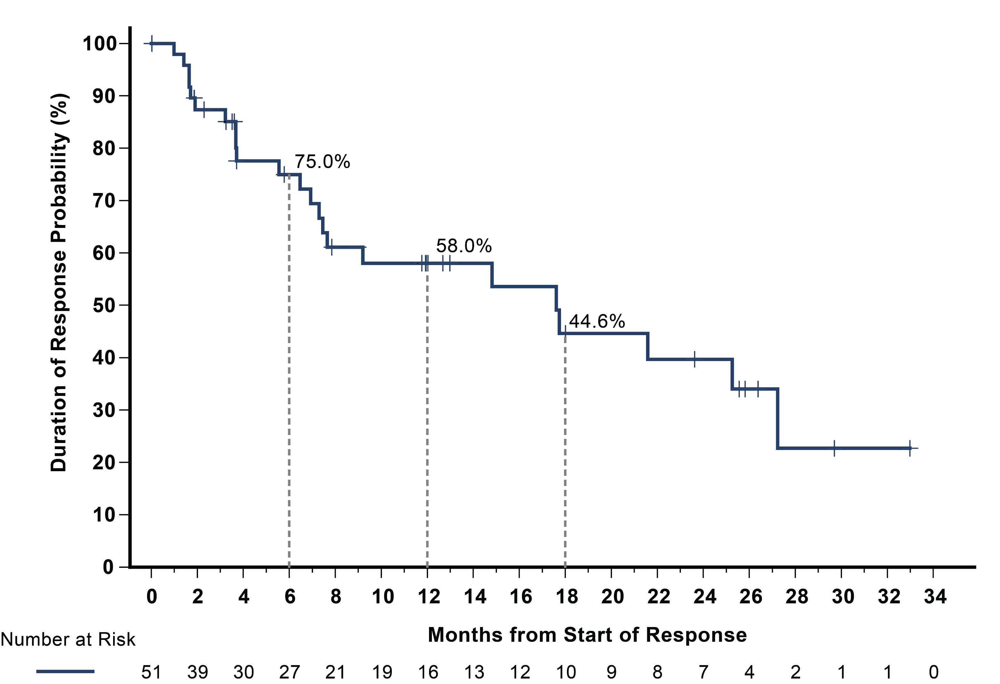 Duration of Response Probability (%)
100
90
80
70
60
50
40
30
20
10
0
75.0%
58.0%
44.6%
0 2 4 6 8 10 12 14 16 18 20 22 24 26 28 30 32 34
Months from Start of Response
Number at Risk
51 39 30 27 21 19 16 13 12 10 9 8 7 4 2 1 1 0